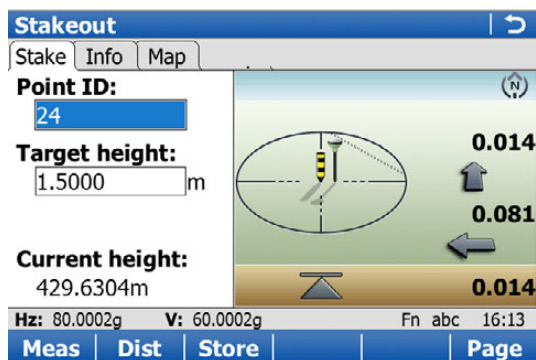 Stakeout
Stake Info Map
Point ID:
24
Target height:
1.5000 m
Current height:
429.6304m
N
0.014
0.081
0.014
Hz: 80.0002g V: 60.0002g Fn abc 16:13
Meas Dist Store Page